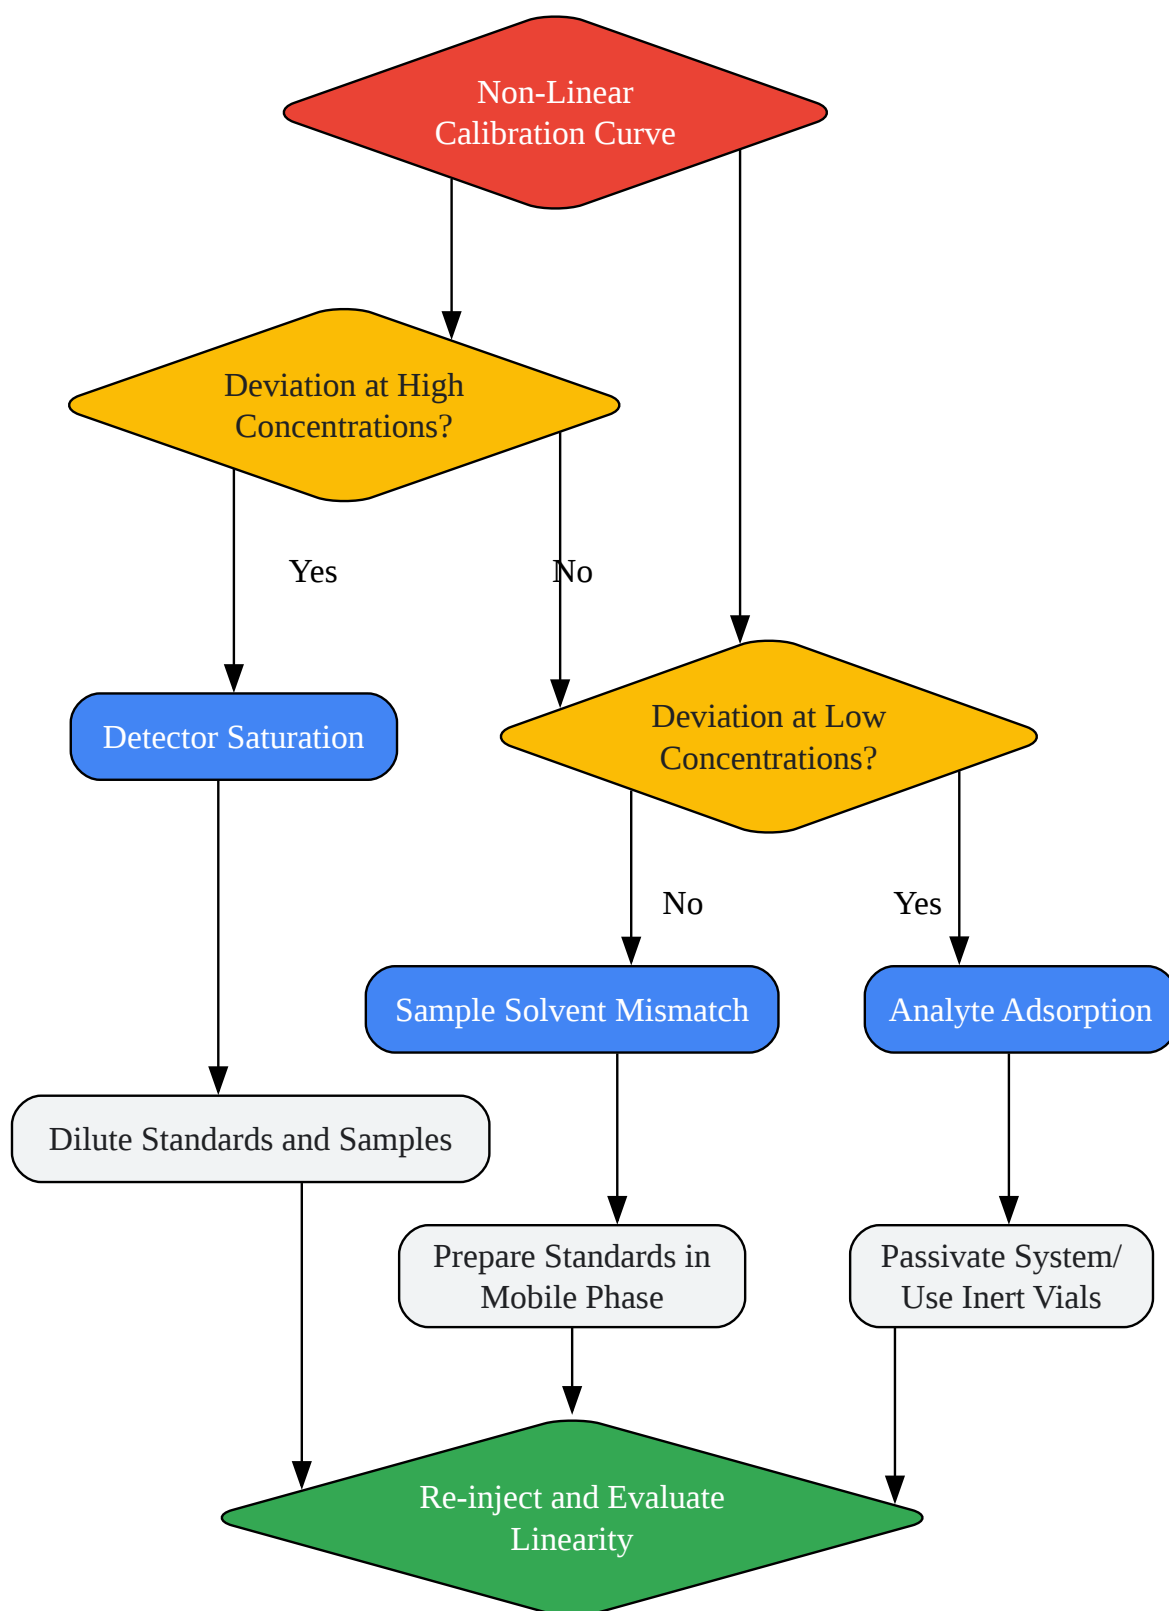 Non-Linear
Calibration Curve
Deviation at High
Concentrations?
Yes
No
Detector Saturation
Deviation at Low
Concentrations?
No
Yes
Sample Solvent Mismatch
Analyte Adsorption
Dilute Standards and Samples
Prepare Standards in
Mobile Phase
Passivate System/
Use Inert Vials
Re-inject and Evaluate
Linearity